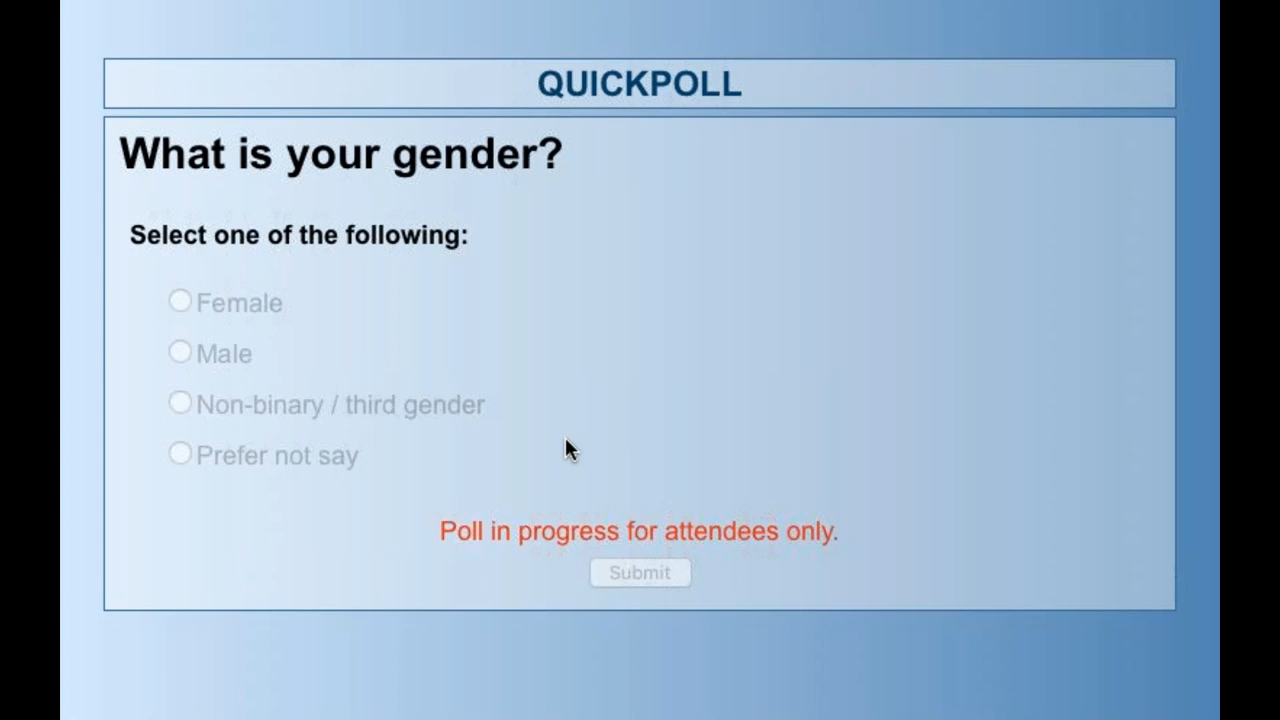 QUICKPOLL
What is your gender?
Select one of the following:
Female
Male
Non-binary / third gender
Prefer not say
Poll in progress for attendees only.
Submit